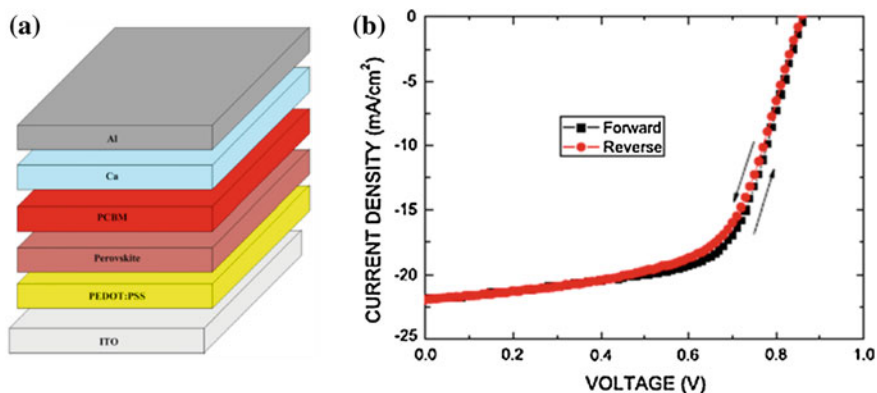 (a)
Al
Ca
PCBM
Perovskite
PEDOT:PSS
ITO
(b)
CURRENT DENSITY (mA/cm²)
0
-5
-10
-15
-20
-25
Forward
Reverse
0.0 0.2 0.4 0.6 0.8 1.0
VOLTAGE (V)